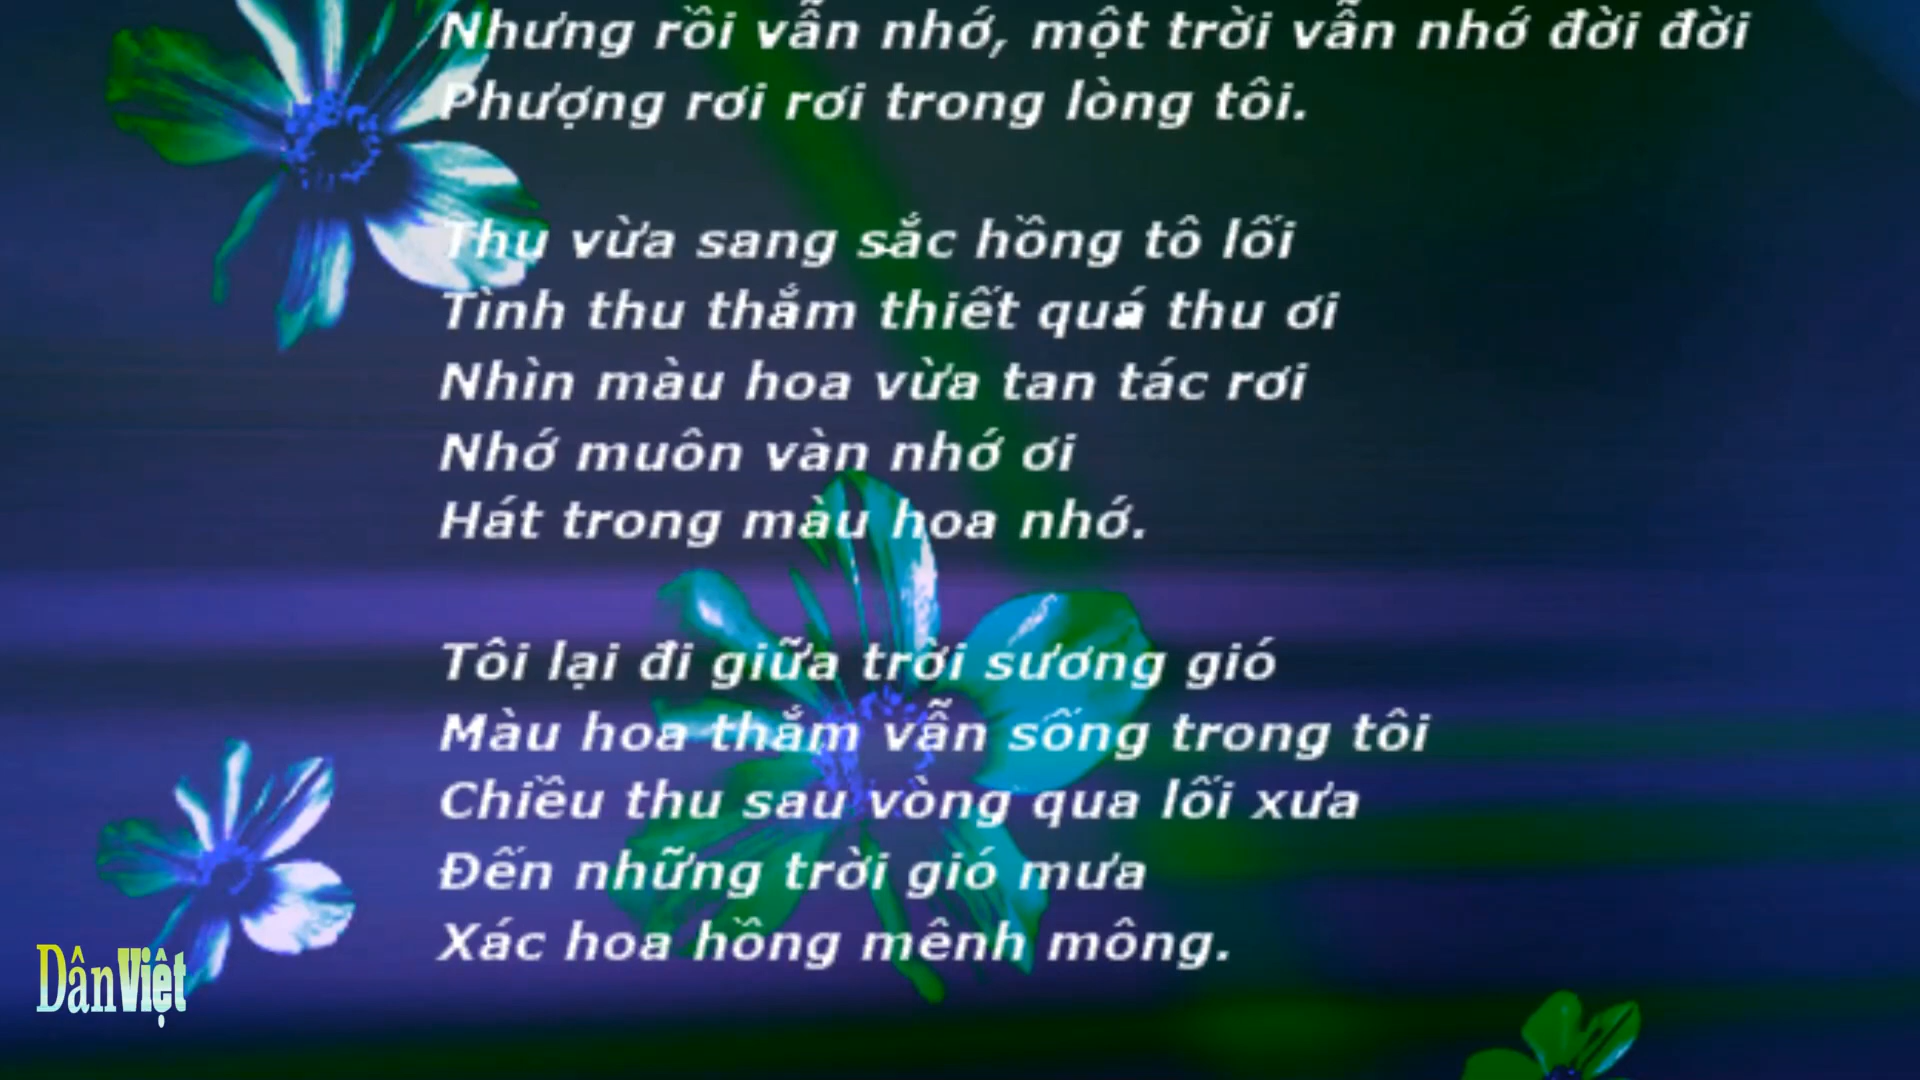 Nhưng rồi vẫn nhớ, một trời vẫn nhớ đời đời
Phượng rơi rơi trong lòng tôi.
Thu vừa sang sắc hồng tô lối
Tình thu thắm thiết quá thu ơi
Nhìn màu hoa vừa tan tác rơi
Nhớ muôn vàn nhớ ơi
Hát trong màu hoa nhớ.
Tôi lại đi giữa trời sương gió
Màu hoa thắm vẫn sống trong tôi
Chiều thu sau vòng qua lối xưa
Đến những trời gió mưa
Xác hoa hồng mênh mông.
DânViệt